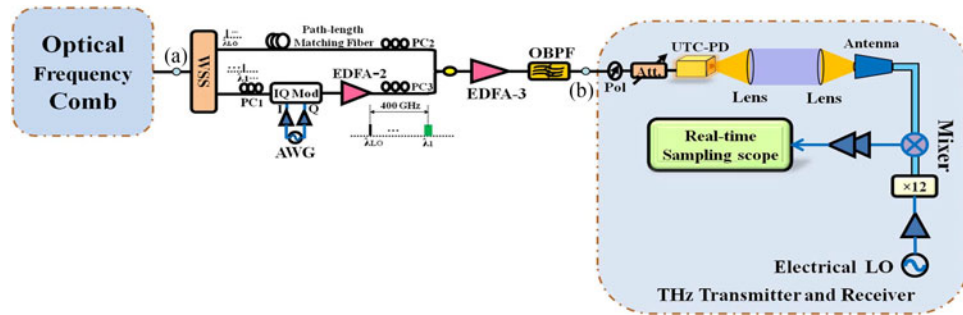 Optical
Frequency
Comb
(a)
WSS
λLO
Path-length
Matching Fiber
PC2
λ1
PC1
IQ Mod
I
Q
AWG
EDFA-2
PC3
400 GHz
...
λLO
λ1
EDFA-3
OBPF
(b)
Pol
Att.
UTC-PD
Lens
Lens
Antenna
Mixer
Real-time
Sampling scope
×12
Electrical LO
THz Transmitter and Receiver